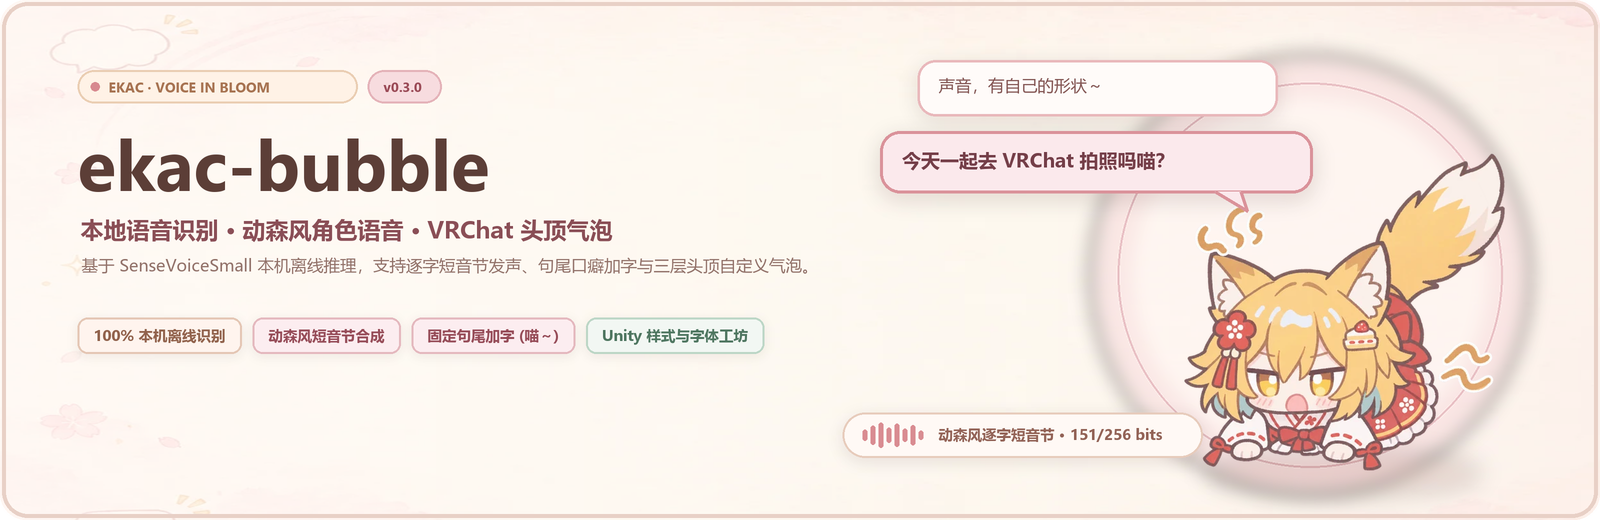 EKAC · VOICE IN BLOOM
v0.3.0
ekac-bubble
本地语音识别 • 动森风角色语音 • VRChat 头顶气泡
基于 SenseVoiceSmall 本机离线推理，支持逐字短音节发声、句尾口癖加字与三层头顶自定义气泡。
100% 本机离线识别
动森风短音节合成
固定句尾加字 (喵～)
Unity 样式与字体工坊
声音，有自己的形状～
今天一起去 VRChat 拍照吗喵？
动森风逐字短音节 • 151/256 bits